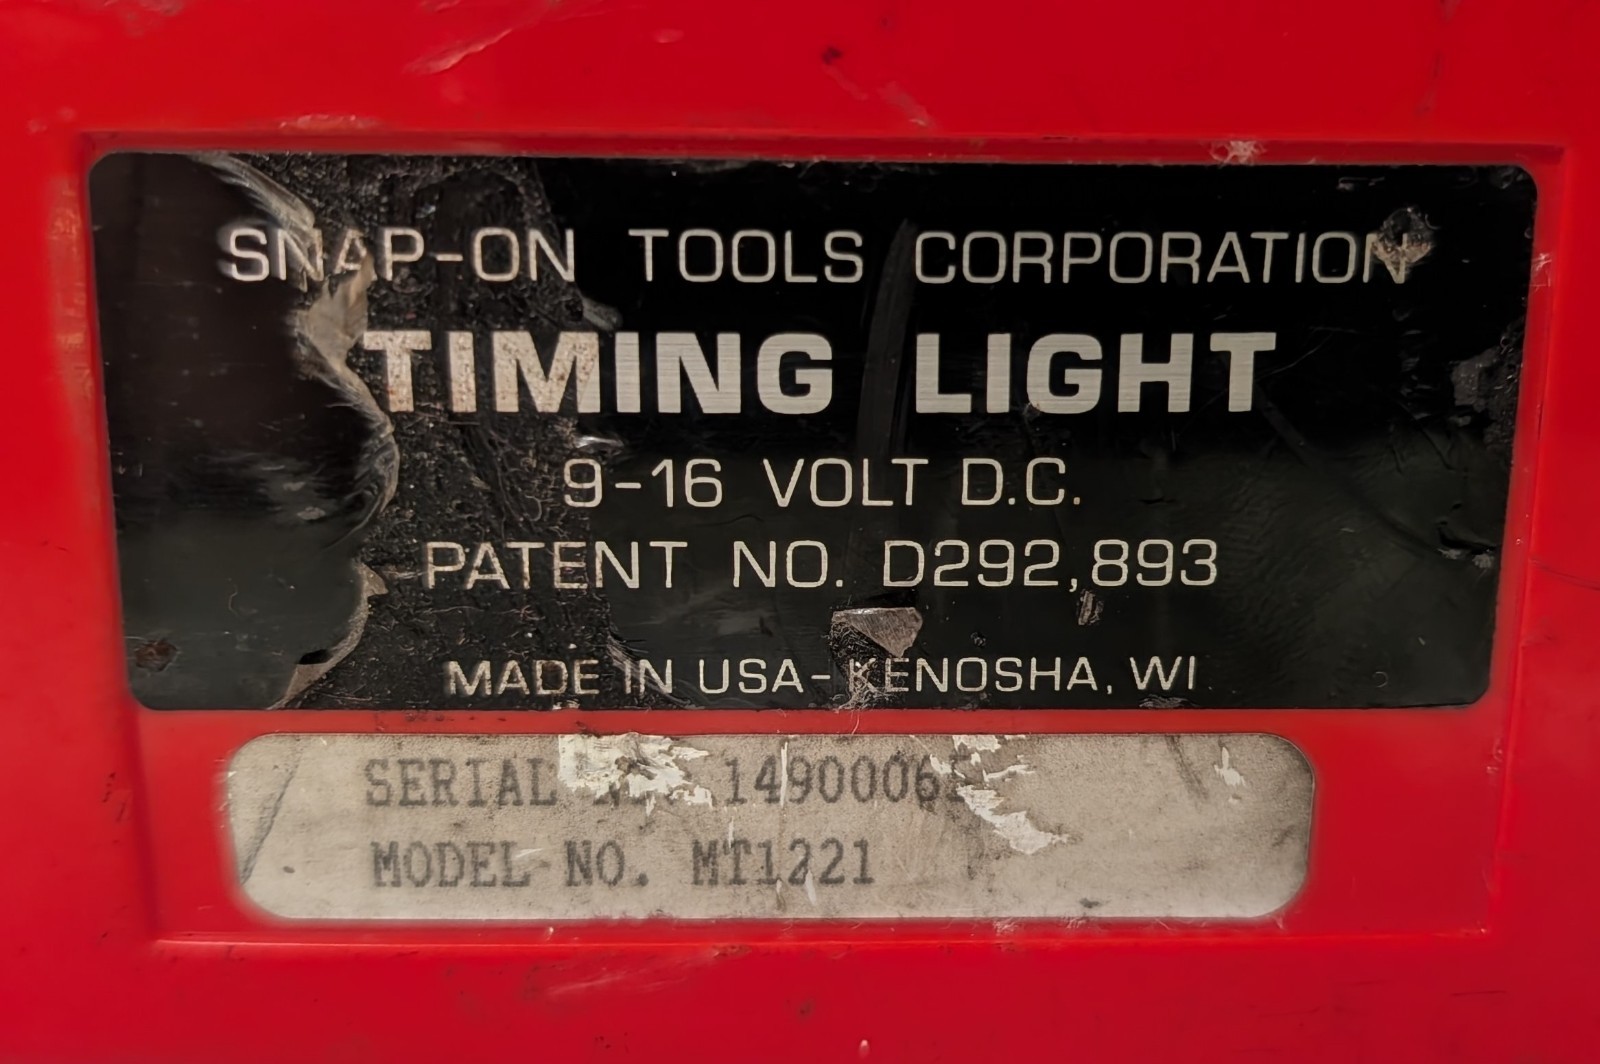 SNAP-ON TOOLS CORPORATION
TIMING LIGHT
9-16 VOLT D.C.
PATENT NO. D292,893
MADE IN USA-KENOSHA, WI
SERIAL NO.
MODEL NO. MT1221